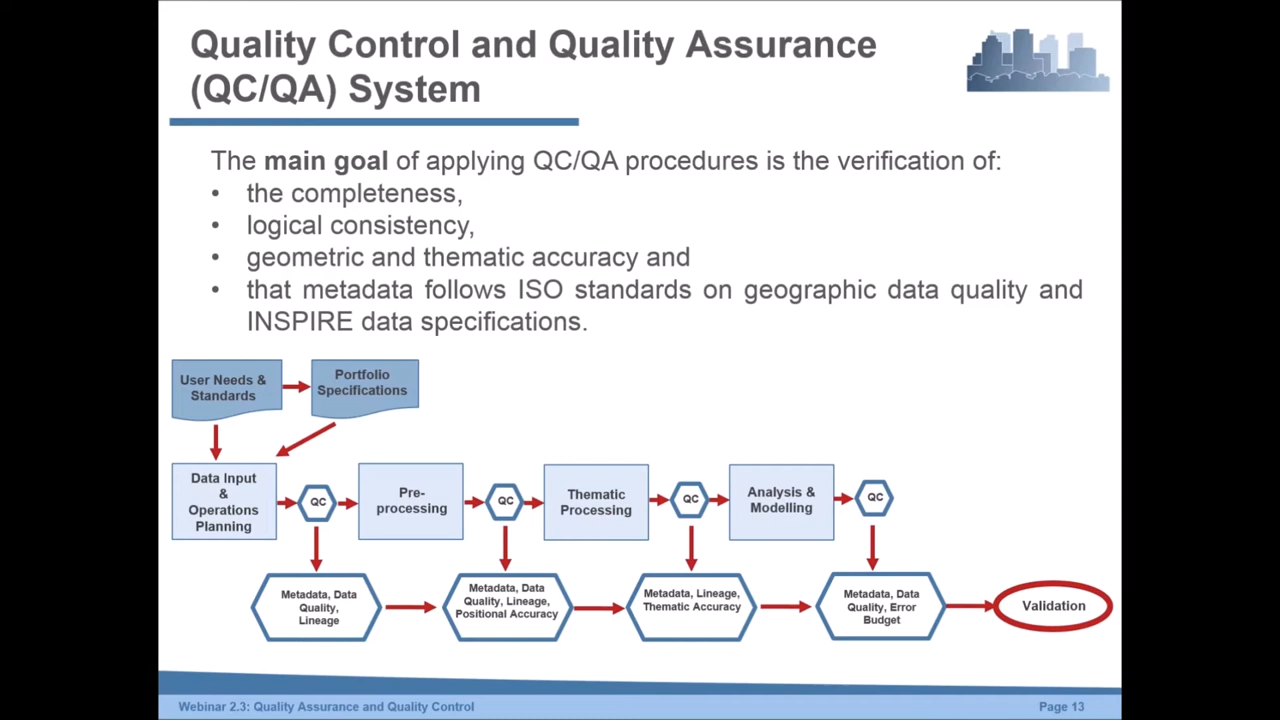 Quality Control and Quality Assurance
(QC/QA) System
The main goal of applying QC/QA procedures is the verification of:
• the completeness,
• logical consistency,
• geometric and thematic accuracy and
• that metadata follows ISO standards on geographic data quality and
INSPIRE data specifications.
User Needs &
Standards
Portfolio
Specifications
Data Input
&
Operations
Planning
QC
Pre-
processing
QC
Thematic
Processing
QC
Analysis &
Modelling
QC
Metadata, Data
Quality,
Lineage
Metadata, Data
Quality, Lineage,
Positional Accuracy
Metadata, Lineage,
Thematic Accuracy
Metadata, Data
Quality, Error
Budget
Validation
Webinar 2.3: Quality Assurance and Quality Control
Page 13